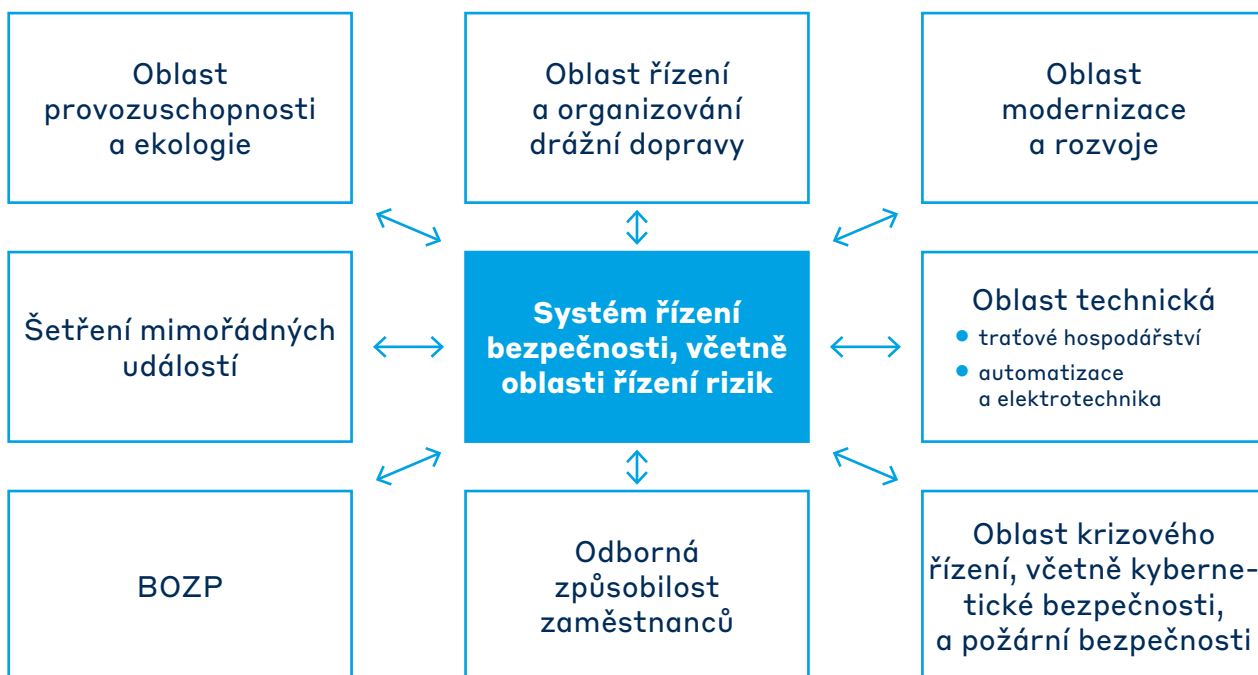 Oblast
provozuschopnosti
a ekologie
Oblast řízení
a organizování
drážní dopravy
Oblast
modernizace
a rozvoje
Šetření mimořádných
událostí
Systém řízení
bezpečnosti, včetně
oblasti řízení rizik
Oblast technická
traťové hospodářství
automatizace
a elektrotechnika
BOZP
Odborná
způsobilost
zaměstnanců
Oblast krizového
řízení, včetně kyberne-
tické bezpečnosti,
a požární bezpečnosti